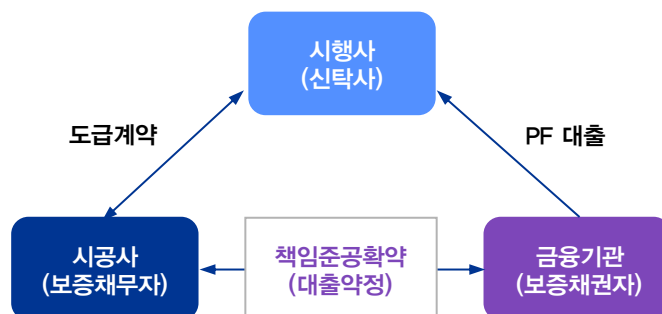 시행사
(신탁사)
도급계약
PF 대출
시공사
(보증채무자)
책임준공확약
(대출약정)
금융기관
(보증채권자)